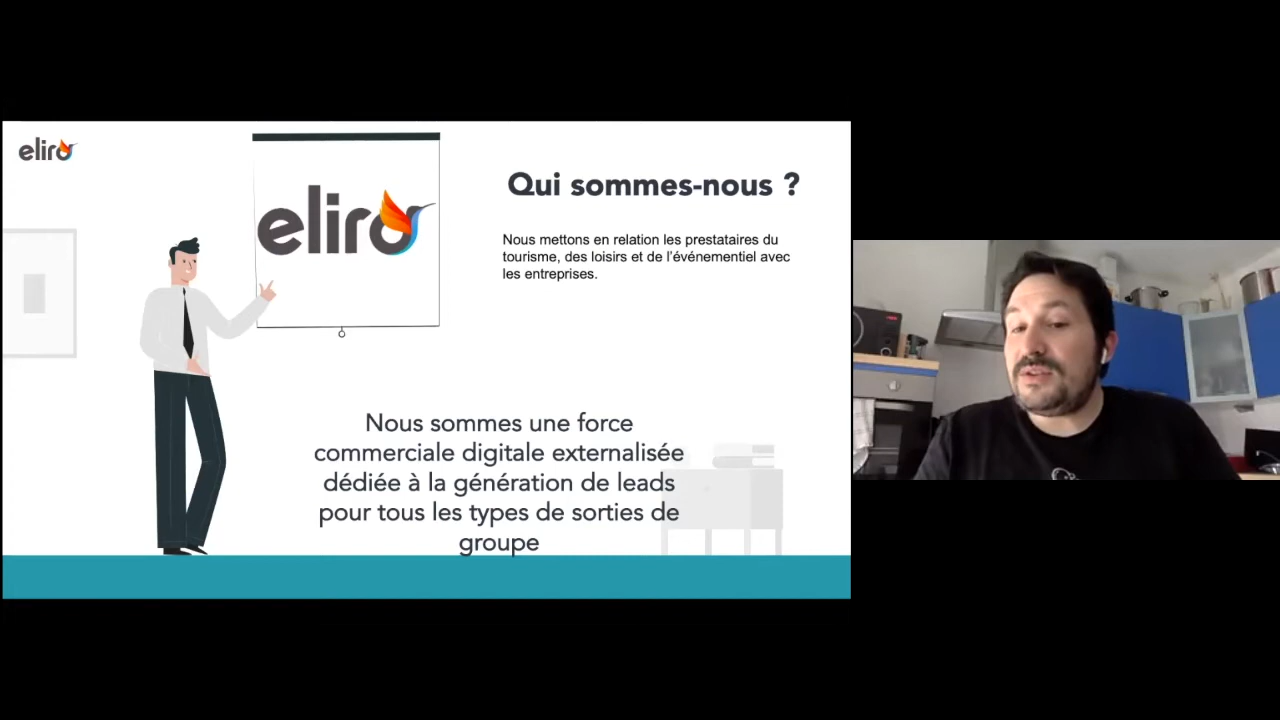 eliro
eliro
Qui sommes-nous ?
Nous mettons en relation les prestataires du
tourisme, des loisirs et de l’événementiel avec
les entreprises.
Nous sommes une force
commerciale digitale externalisée
dédiée à la génération de leads
pour tous les types de sorties de
groupe